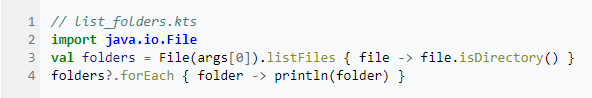 1 // list_folders.kts
2 import java.io.File
3 val folders = File(args[0]).listFiles { file -> file.isDirectory() }
4 folders?.forEach { folder -> println(folder) }